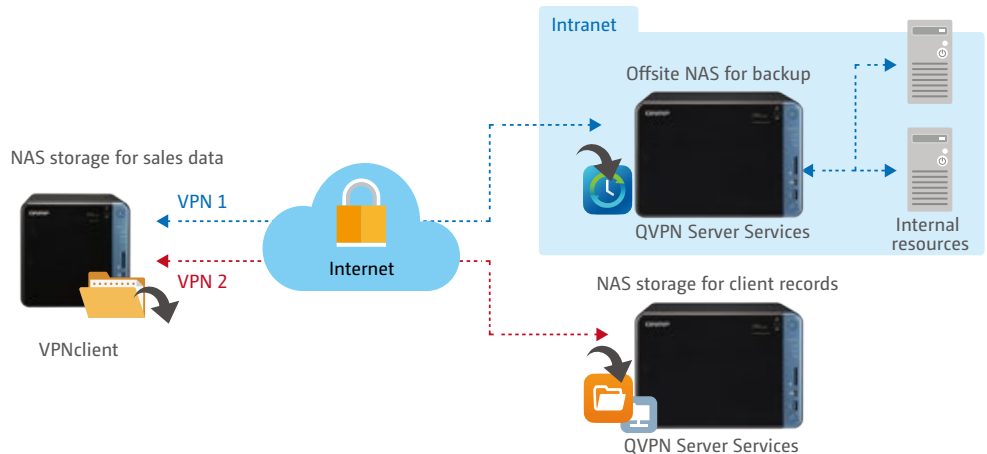 Intranet
Offsite NAS for backup
NAS storage for sales data
VPN 1
QVPN Server Services
Internal
resources
Internet
VPN 2
NAS storage for client records
VPNclient
QVPN Server Services